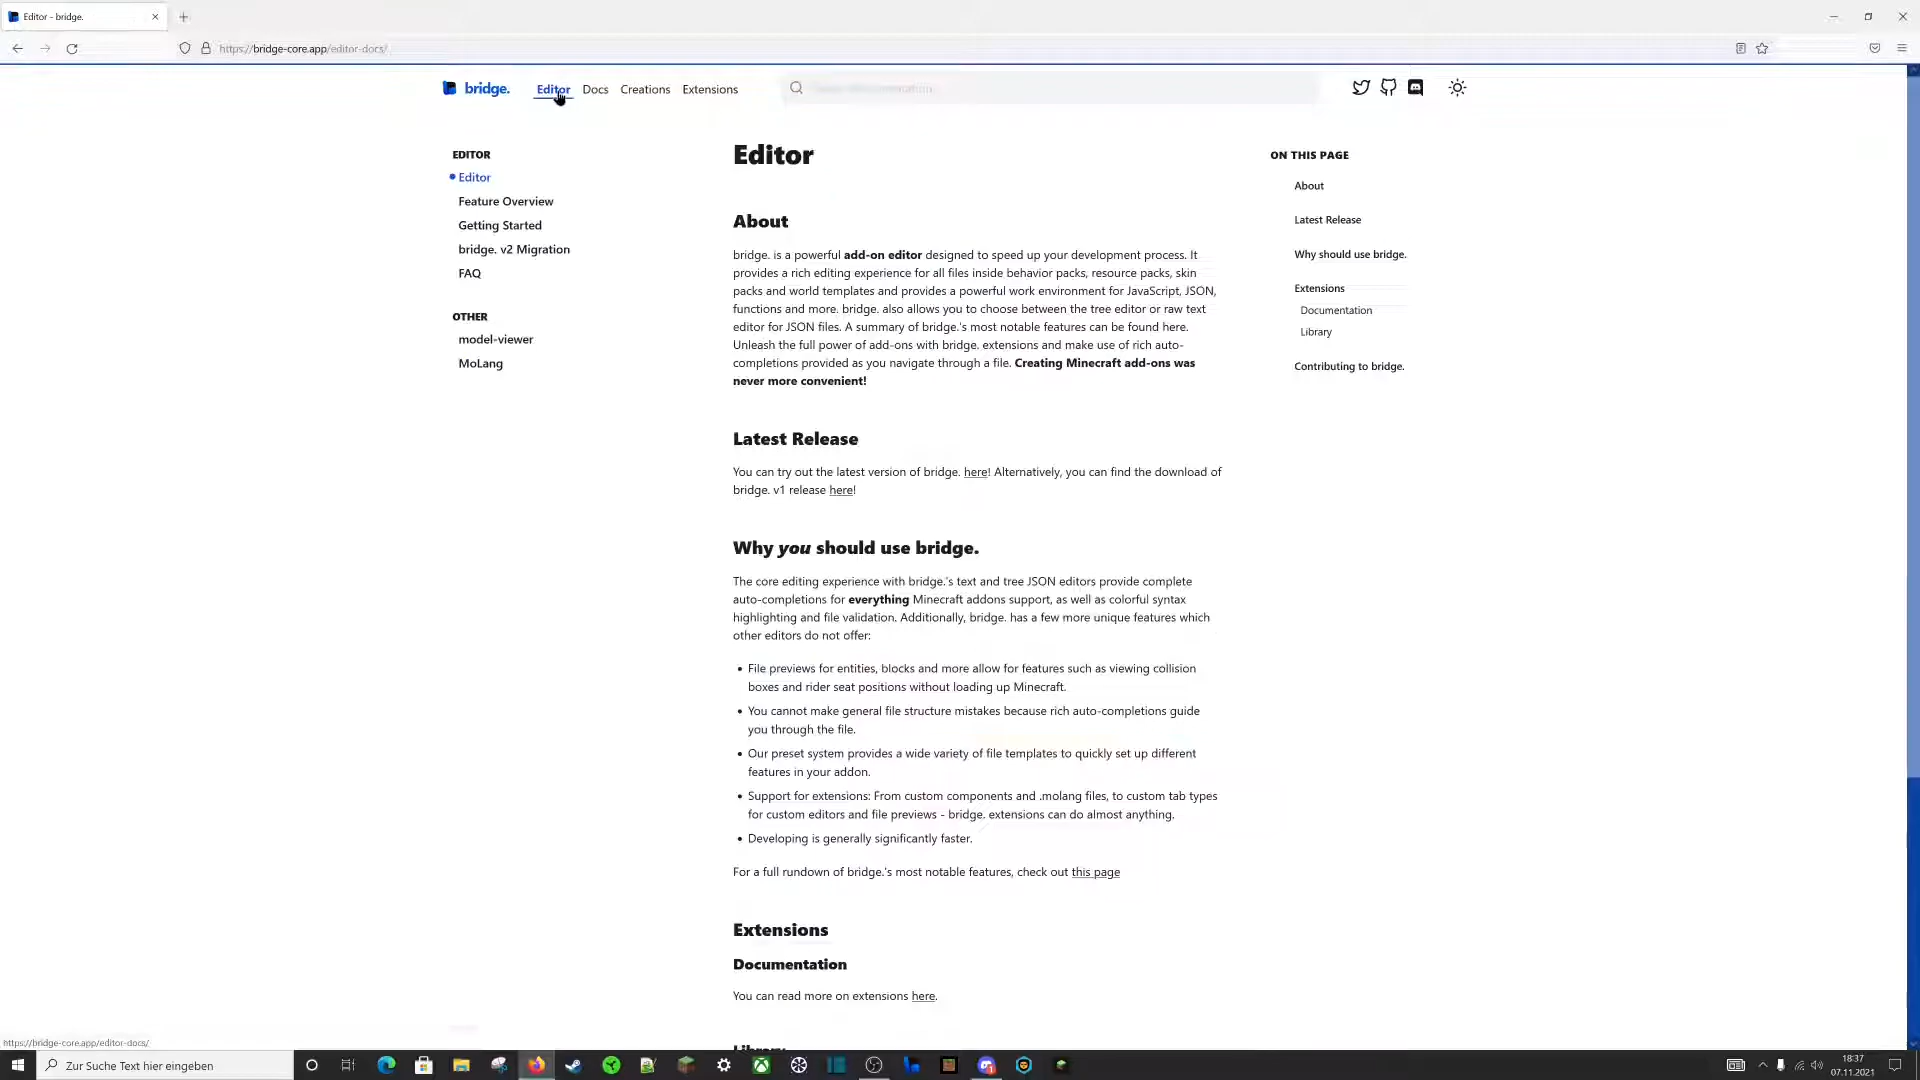 Editor - bridge.
https://bridge-core.app/editor-docs/
bridge.
Editor
Docs
Creations
Extensions
EDITOR
Editor
Feature Overview
Getting Started
bridge. v2 Migration
FAQ
OTHER
model-viewer
MoLang
Editor
About
bridge. is a powerful add-on editor designed to speed up your development process. It
provides a rich editing experience for all files inside behavior packs, resource packs, skin
packs and world templates and provides a powerful work environment for JavaScript, JSON,
functions and more. bridge. also allows you to choose between the tree editor or raw text
editor for JSON files. A summary of bridge.'s most notable features can be found here.
Unleash the full power of add-ons with bridge. extensions and make use of rich auto-
completions provided as you navigate through a file. Creating Minecraft add-ons was
never more convenient!
Latest Release
You can try out the latest version of bridge. here! Alternatively, you can find the download of
bridge. v1 release here!
Why you should use bridge.
The core editing experience with bridge.'s text and tree JSON editors provide complete
auto-completions for everything Minecraft addons support, as well as colorful syntax
highlighting and file validation. Additionally, bridge. has a few more unique features which
other editors do not offer:
• File previews for entities, blocks and more allow for features such as viewing collision
boxes and rider seat positions without loading up Minecraft.
• You cannot make general file structure mistakes because rich auto-completions guide
you through the file.
• Our preset system provides a wide variety of file templates to quickly set up different
features in your addon.
• Support for extensions: From custom components and .molang files, to custom tab types
for custom editors and file previews - bridge. extensions can do almost anything.
• Developing is generally significantly faster.
For a full rundown of bridge.'s most notable features, check out this page
Extensions
Documentation
You can read more on extensions here.
Library
ON THIS PAGE
About
Latest Release
Why should use bridge.
Extensions
Documentation
Library
Contributing to bridge.
https://bridge-core.app/editor-docs/
Zur Suche Text hier eingeben
18:37
07.11.2021